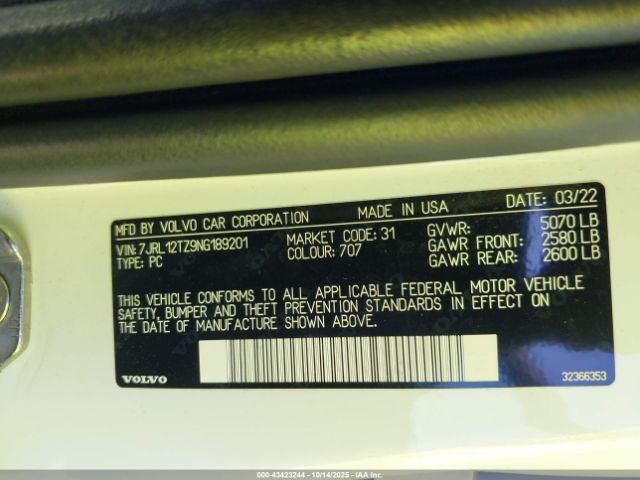 MFD BY VOLVO CAR CORPORATION MADE IN USA DATE: 03/22
VIN: 7JRL12TZ9NG189201 MARKET CODE: 31 GVWR: 5070 LB
TYPE: PC COLOUR: 707 GAWR FRONT: 2580 LB
GAWR REAR: 2600 LB
THIS VEHICLE CONFORMS TO ALL APPLICABLE FEDERAL MOTOR VEHICLE
SAFETY, BUMPER AND THEFT PREVENTION STANDARDS IN EFFECT ON
THE DATE OF MANUFACTURE SHOWN ABOVE.
VOLVO 32366353
000-43423244 - 10/14/2025 - IAA Inc.